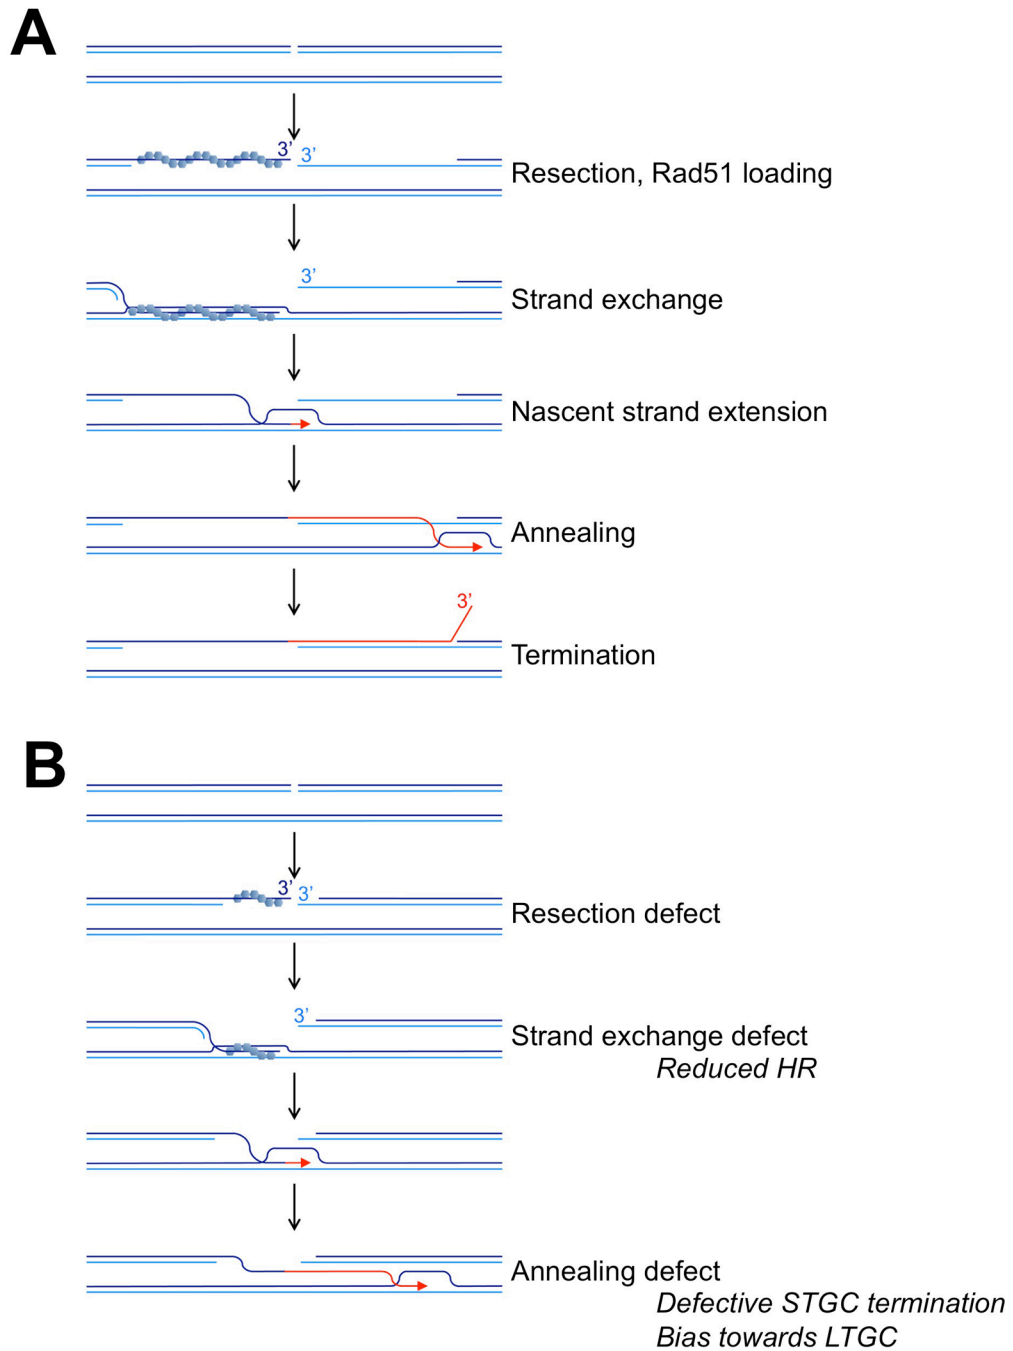 A
3’
3’
Resection, Rad51 loading
3’
Strand exchange
Nascent strand extension
Annealing
3’
Termination
B
3’
3’
Resection defect
3’
Strand exchange defect
Reduced HR
Annealing defect
Defective STGC termination
Bias towards LTGC